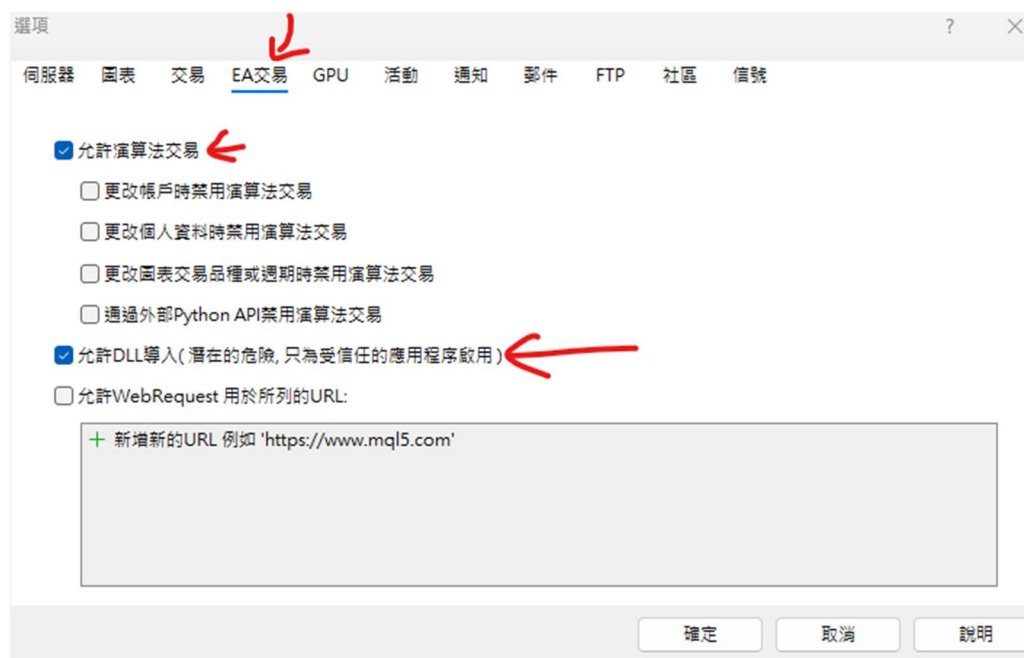 選項 ?
伺服器 圖表 交易 EA交易 GPU 活動 通知 郵件 FTP 社區 信號
允許演算法交易
更改帳戶時禁用演算法交易
更改個人資料時禁用演算法交易
更改圖表交易品種或週期時禁用演算法交易
通過外部Python API禁用演算法交易
允許DLL導入( 潛在的危險, 只為受信任的應用程序啟用 )
允許WebRequest 用於所列的URL:
新增新的URL 例如 'https://www.mql5.com'
確定 取消 說明